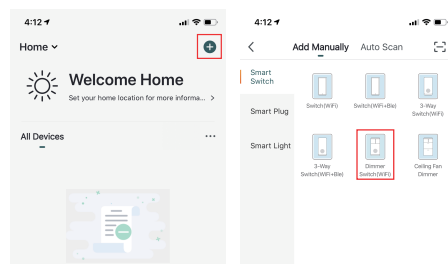 4:12
Home
Welcome Home
Set your home location for more informa...
All Devices
4:12
Add Manually Auto Scan
Smart
Switch
Switch(WiFi)
Switch(WiFi+Ble)
3-Way
Switch(WiFi)
Smart Plug
Smart Light
3-Way
Switch(WiFi+Ble)
Dimmer
Switch(WiFi)
Ceiling Fan
Dimmer